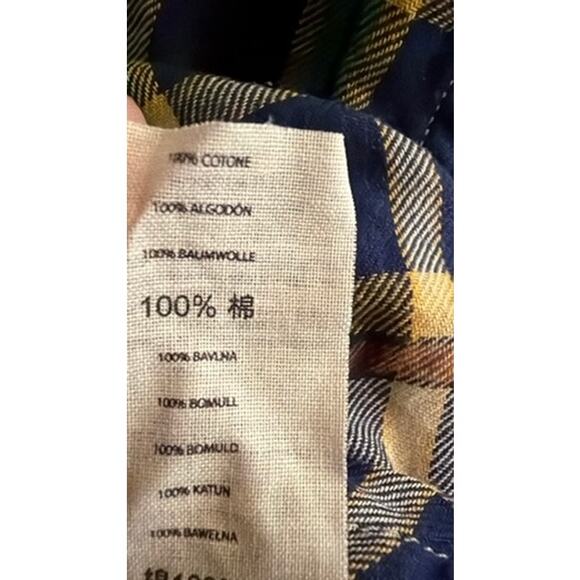 100% COTONE
100% ALGODÓN
100% BAUMWOLLE
100% 棉
100% BAVLNA
100% BOMULL
100% BOMULD
100% KATUN
100% BAWEŁNA